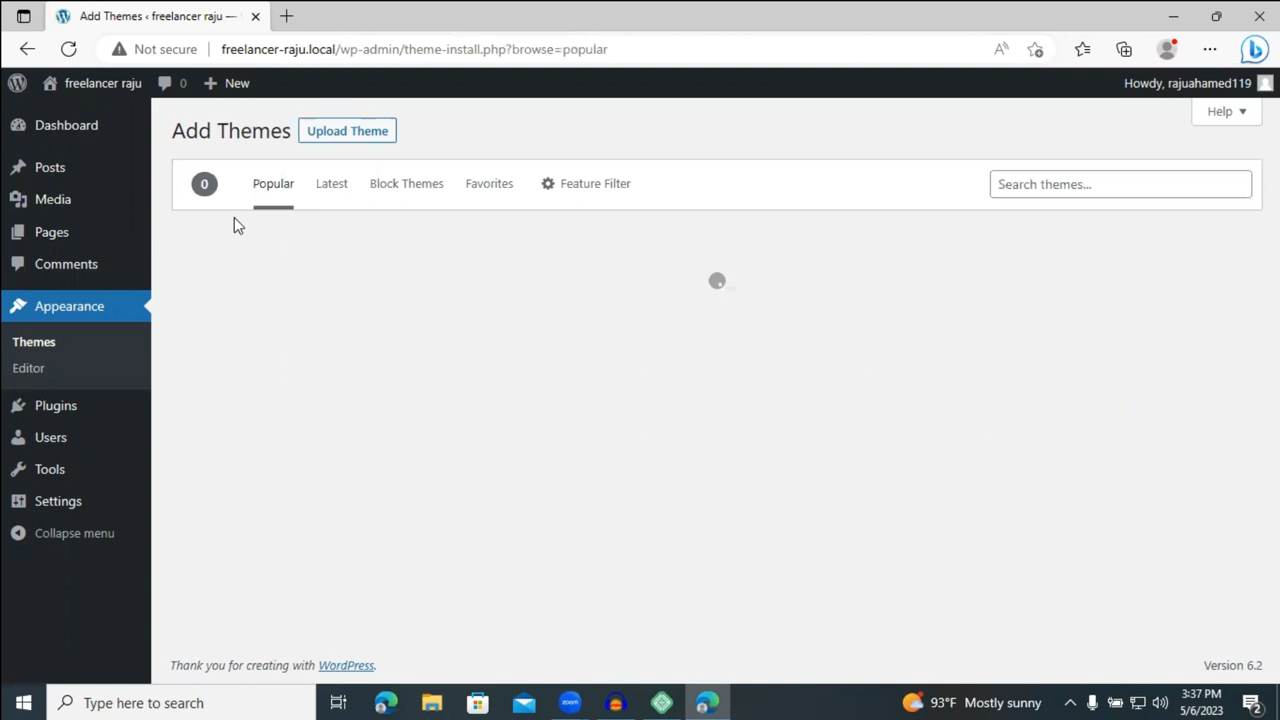 Add Themes ‹ freelancer raju —
Not secure
freelancer-raju.local/wp-admin/theme-install.php?browse=popular
freelancer raju
0
New
Howdy, rajuahamed119
Dashboard
Posts
Media
Pages
Comments
Appearance
Themes
Editor
Plugins
Users
Tools
Settings
Collapse menu
Add Themes
Upload Theme
Help
0
Popular
Latest
Block Themes
Favorites
Feature Filter
Search themes...
Thank you for creating with WordPress.
Version 6.2
Type here to search
zoom
93°F Mostly sunny
3:37 PM
5/6/2023
2